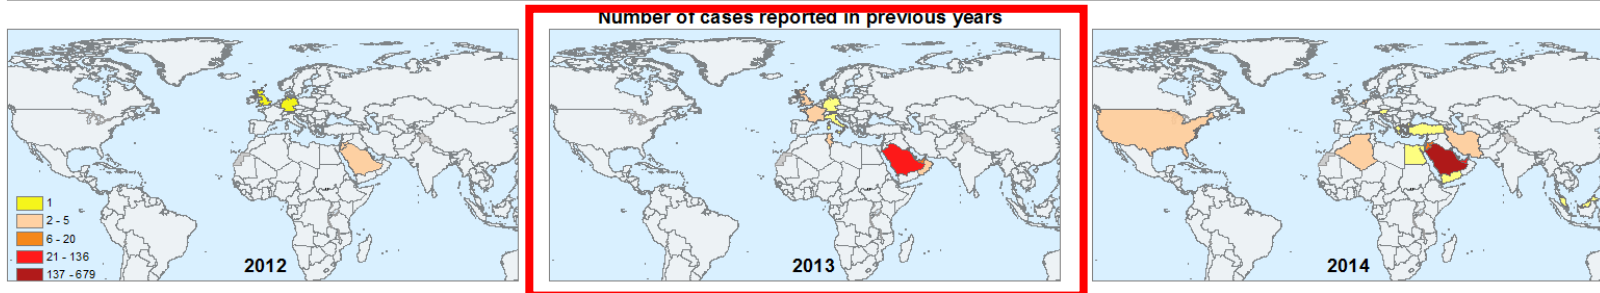 Number of cases reported in previous years
1
2 - 5
6 - 20
21 - 136
137 - 679
2012
2013
2014